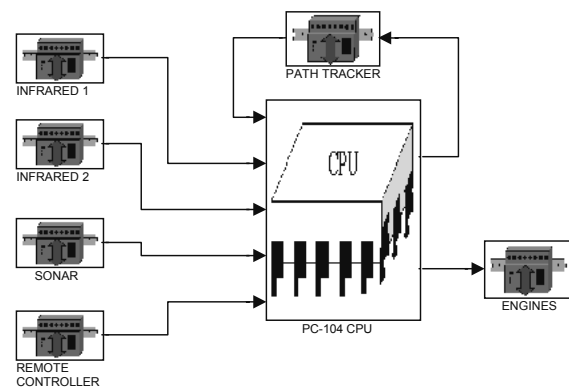 INFRARED 1
PATH TRACKER
INFRARED 2
CPU
SONAR
ENGINES
PC-104 CPU
REMOTE
CONTROLLER